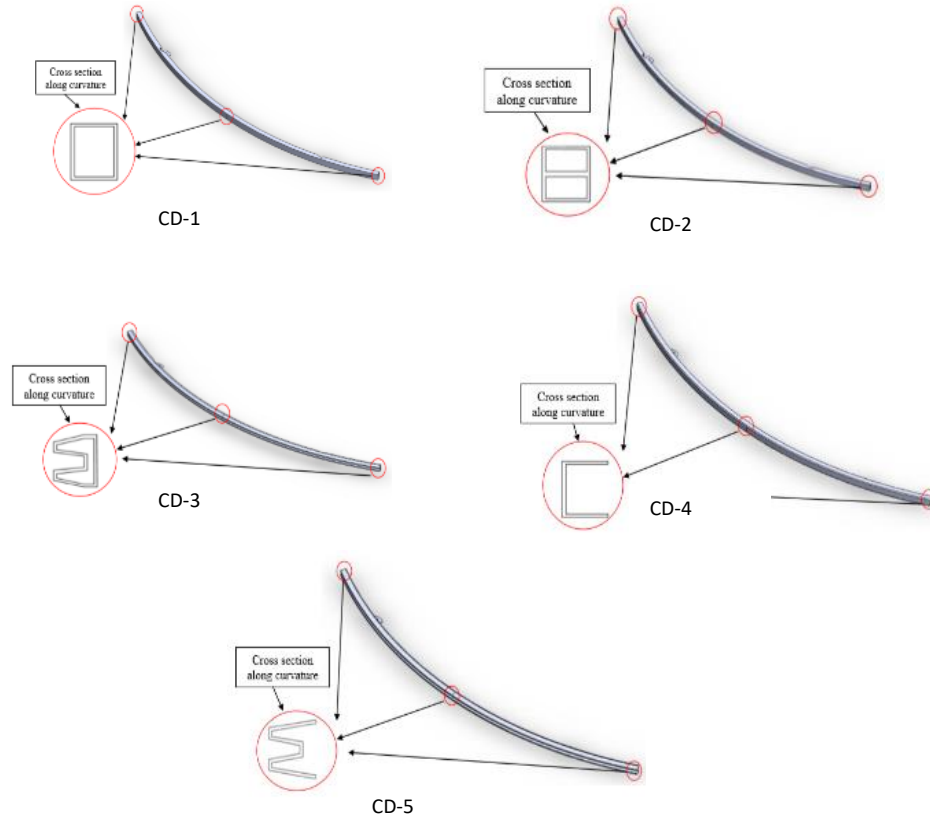 Cross section
along curvature
CD-1
Cross section
along curvature
CD-2
Cross section
along curvature
CD-3
Cross section
along curvature
CD-4
Cross section
along curvature
CD-5